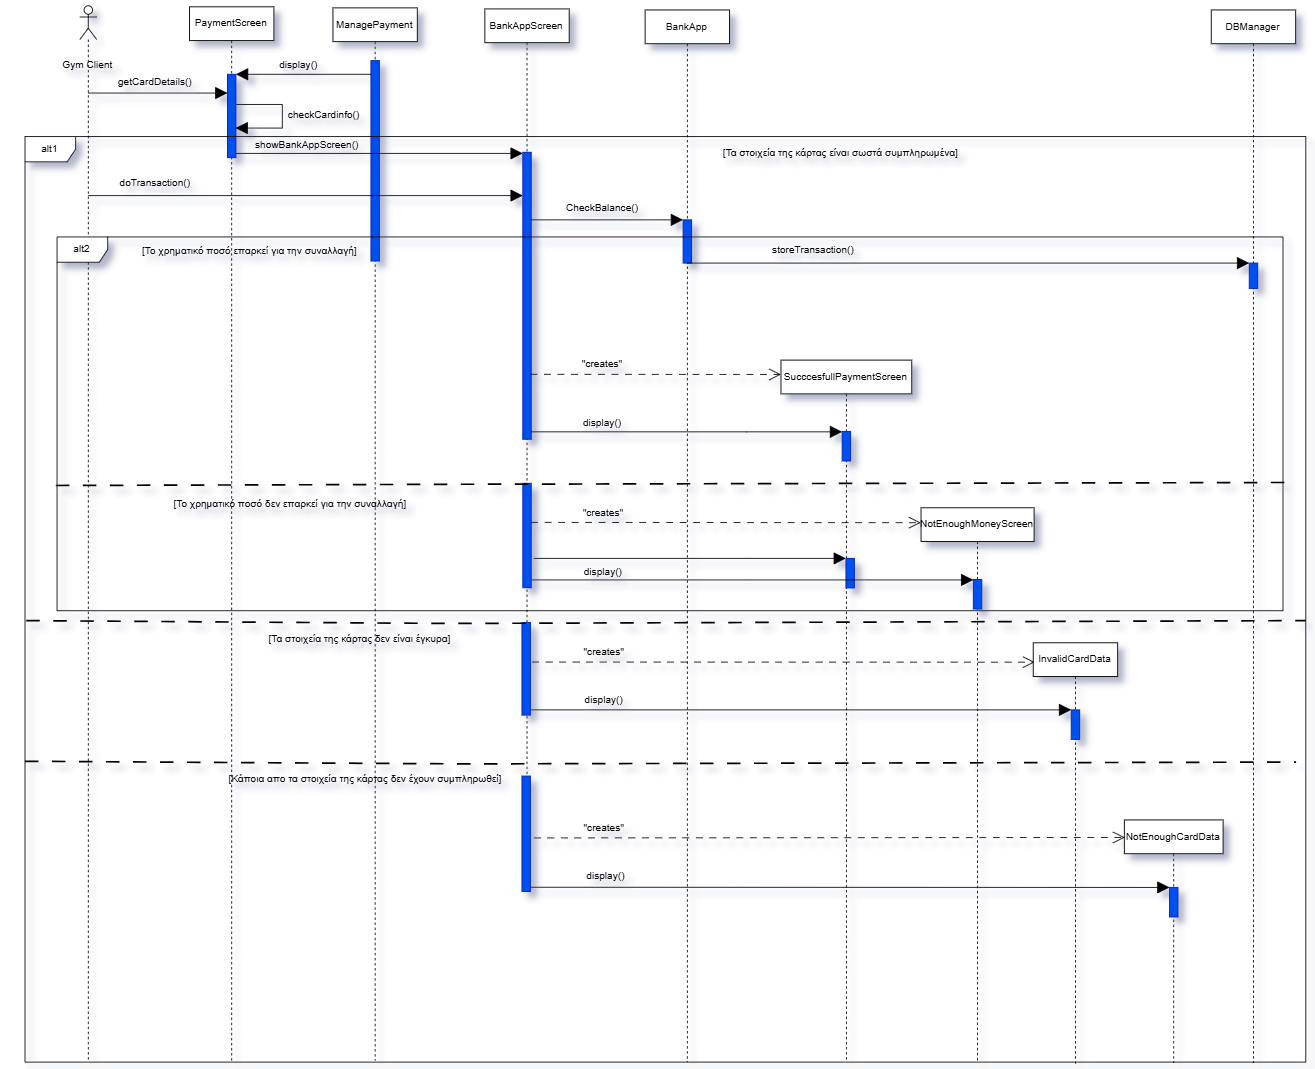 PaymentScreen
ManagePayment
BankAppScreen
BankApp
DBManager
Gym Client
display()
getCardDetails()
checkCardinfo()
alt1
showBankAppScreen()
[Τα στοιχεία της κάρτας είναι σωστά συμπληρωμένα]
doTransaction()
CheckBalance()
alt2
[Το χρηματικό ποσό επαρκεί για την συναλλαγή]
storeTransaction()
"creates"
SucccesfullPaymentScreen
display()
[Το χρηματικό ποσό δεν επαρκεί για την συναλλαγή]
"creates"
NotEnoughMoneyScreen
display()
[Τα στοιχεία της κάρτας δεν είναι έγκυρα]
"creates"
InvalidCardData
display()
[Κάποια απο τα στοιχεία της κάρτας δεν έχουν συμπληρωθεί]
"creates"
NotEnoughCardData
display()